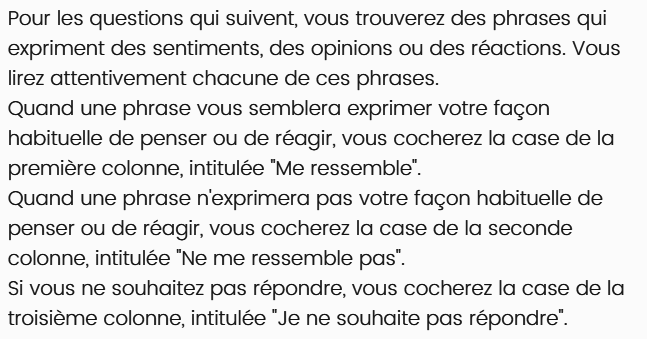 Pour les questions qui suivent, vous trouverez des phrases qui
expriment des sentiments, des opinions ou des réactions. Vous
lirez attentivement chacune de ces phrases.
Quand une phrase vous semblera exprimer votre façon
habituelle de penser ou de réagir, vous cocherez la case de la
première colonne, intitulée "Me ressemble".
Quand une phrase n'exprimera pas votre façon habituelle de
penser ou de réagir, vous cocherez la case de la seconde
colonne, intitulée "Ne me ressemble pas".
Si vous ne souhaitez pas répondre, vous cocherez la case de la
troisième colonne, intitulée "Je ne souhaite pas répondre".